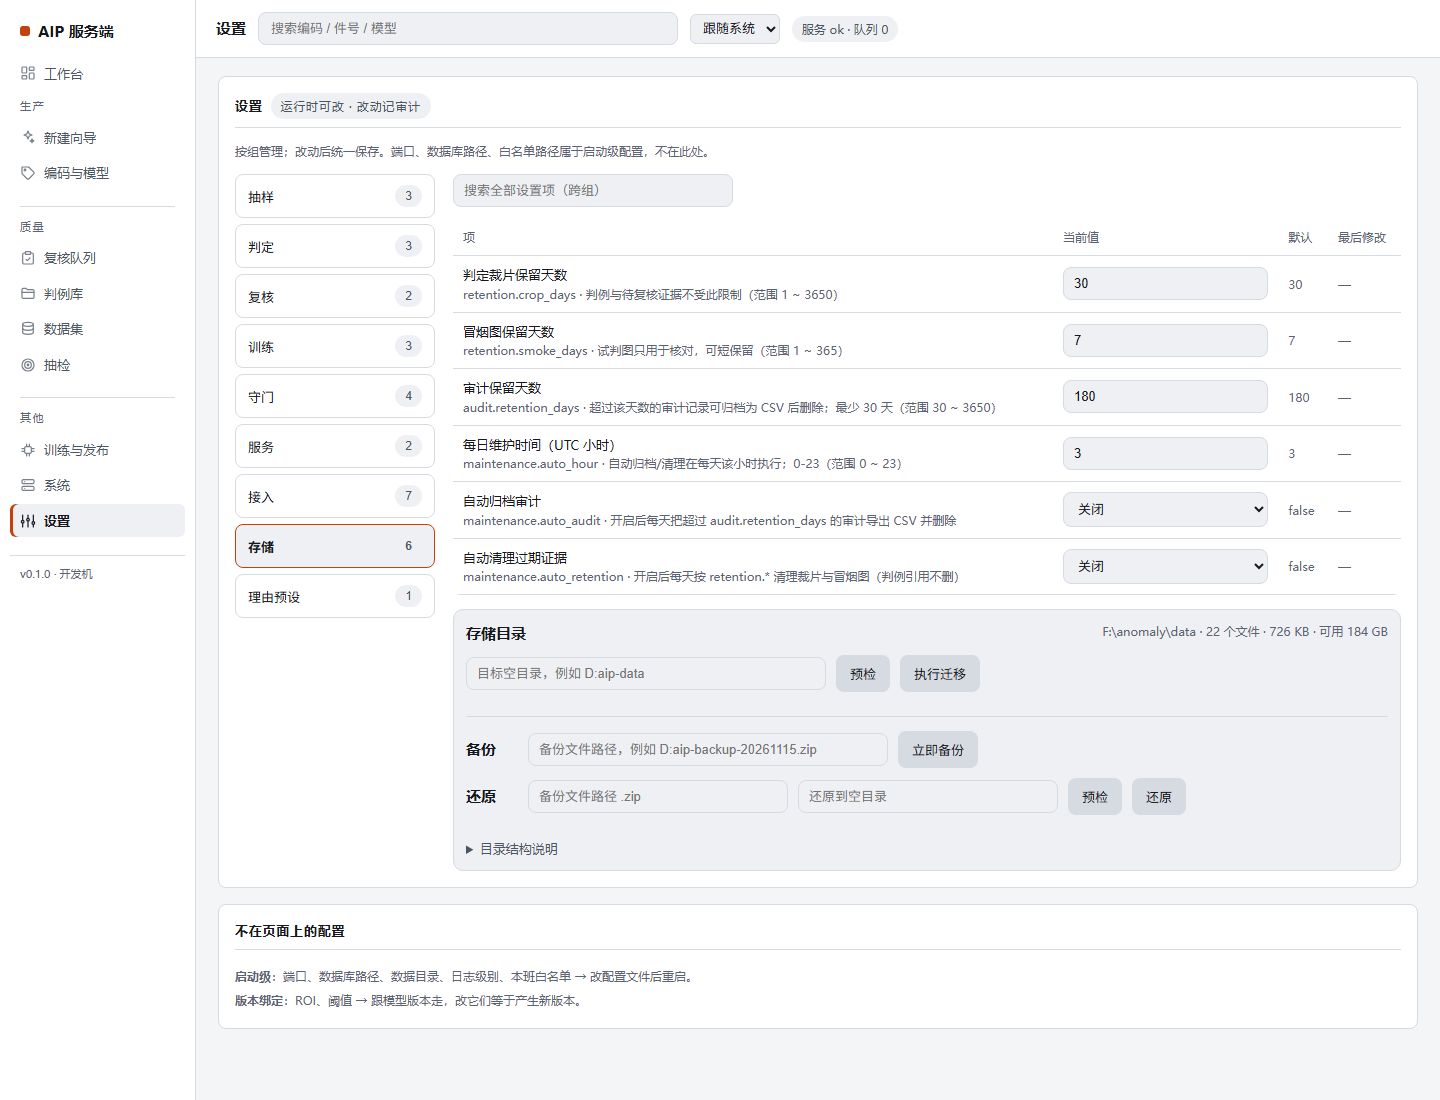 AIP 服务端
工作台
生产
新建向导
编码与模型
质量
复核队列
判例库
数据集
抽检
其他
训练与发布
系统
设置
v0.1.0 · 开发机
设置
搜索编码 / 件号 / 模型
跟随系统
服务 ok · 队列 0
设置
运行时可改 · 改动记审计
按组管理；改动后统一保存。端口、数据库路径、白名单路径属于启动级配置，不在此处。
抽样 3
判定 3
复核 2
训练 3
守门 4
服务 2
接入 7
存储 6
理由预设 1
搜索全部设置项（跨组）
项 当前值 默认 最后修改
判定裁片保留天数
retention.crop_days · 判例与待复核证据不受此限制（范围 1 ~ 3650）
30 30 —
冒烟图保留天数
retention.smoke_days · 试判图只用于核对，可短保留（范围 1 ~ 365）
7 7 —
审计保留天数
audit.retention_days · 超过该天数的审计记录可归档为 CSV 后删除；最少 30 天（范围 30 ~ 3650）
180 180 —
每日维护时间（UTC 小时）
maintenance.auto_hour · 自动归档/清理在每天该小时执行；0-23（范围 0 ~ 23）
3 3 —
自动归档审计
maintenance.auto_audit · 开启后每天把超过 audit.retention_days 的审计导出 CSV 并删除
关闭 false —
自动清理过期证据
maintenance.auto_retention · 开启后每天按 retention.* 清理裁片与冒烟图（判例引用不删）
关闭 false —
存储目录
F:\anomaly\data · 22 个文件 · 726 KB · 可用 184 GB
目标空目录，例如 D:aip-data
预检
执行迁移
备份
备份文件路径，例如 D:aip-backup-20261115.zip
立即备份
还原
备份文件路径 .zip
还原到空目录
预检
还原
▶ 目录结构说明
不在页面上的配置
启动级：端口、数据库路径、数据目录、日志级别、本班白名单 → 改配置文件后重启。
版本绑定：ROI、阈值 → 跟模型版本走，改它们等于产生新版本。